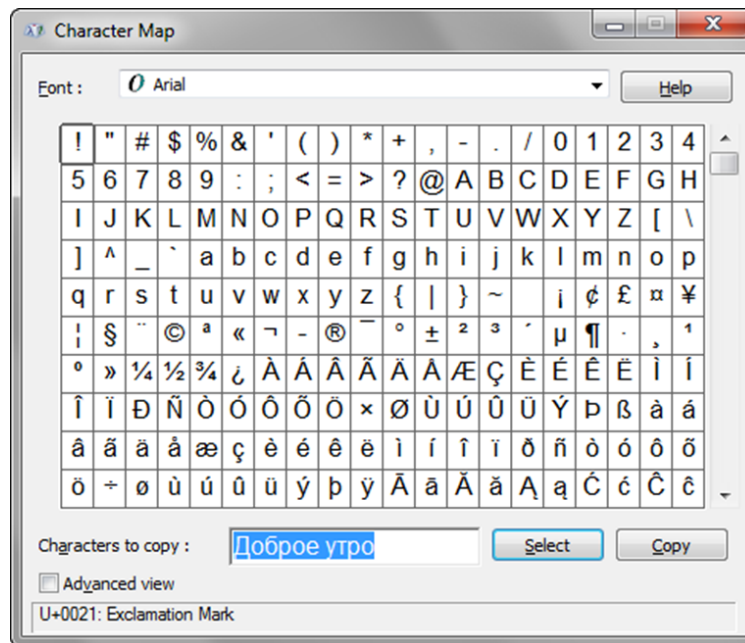 Character Map
Font : O Arial Help
! " # $ % & ' ( ) * + , - . / 0 1 2 3 4
5 6 7 8 9 : ; < = > ? @ A B C D E F G H
I J K L M N O P Q R S T U V W X Y Z [ \
] ^ _ ` a b c d e f g h i j k l m n o p
q r s t u v w x y z { | } ~ ¡ ¢ £ ¤ ¥
¦ § ¨ © ª « ¬ - ® ¯ ° ± ² ³ ´ µ ¶ · ¸ ¹
º » ¼ ½ ¾ ¿ À Á Â Ã Ä Å Æ Ç È É Ê Ë Ì Í
Î Ï Ð Ñ Ò Ó Ô Õ Ö × Ø Ù Ú Û Ü Ý Þ ß à á
â ã ä å æ ç è é ê ë ì í î ï ð ñ ò ó ô õ
ö ÷ ø ù ú û ü ý þ ÿ Ā ā Ă ă Ą ą Ć ć Ĉ ĉ
Characters to copy : Доброе утро Select Copy
Advanced view
U+0021: Exclamation Mark